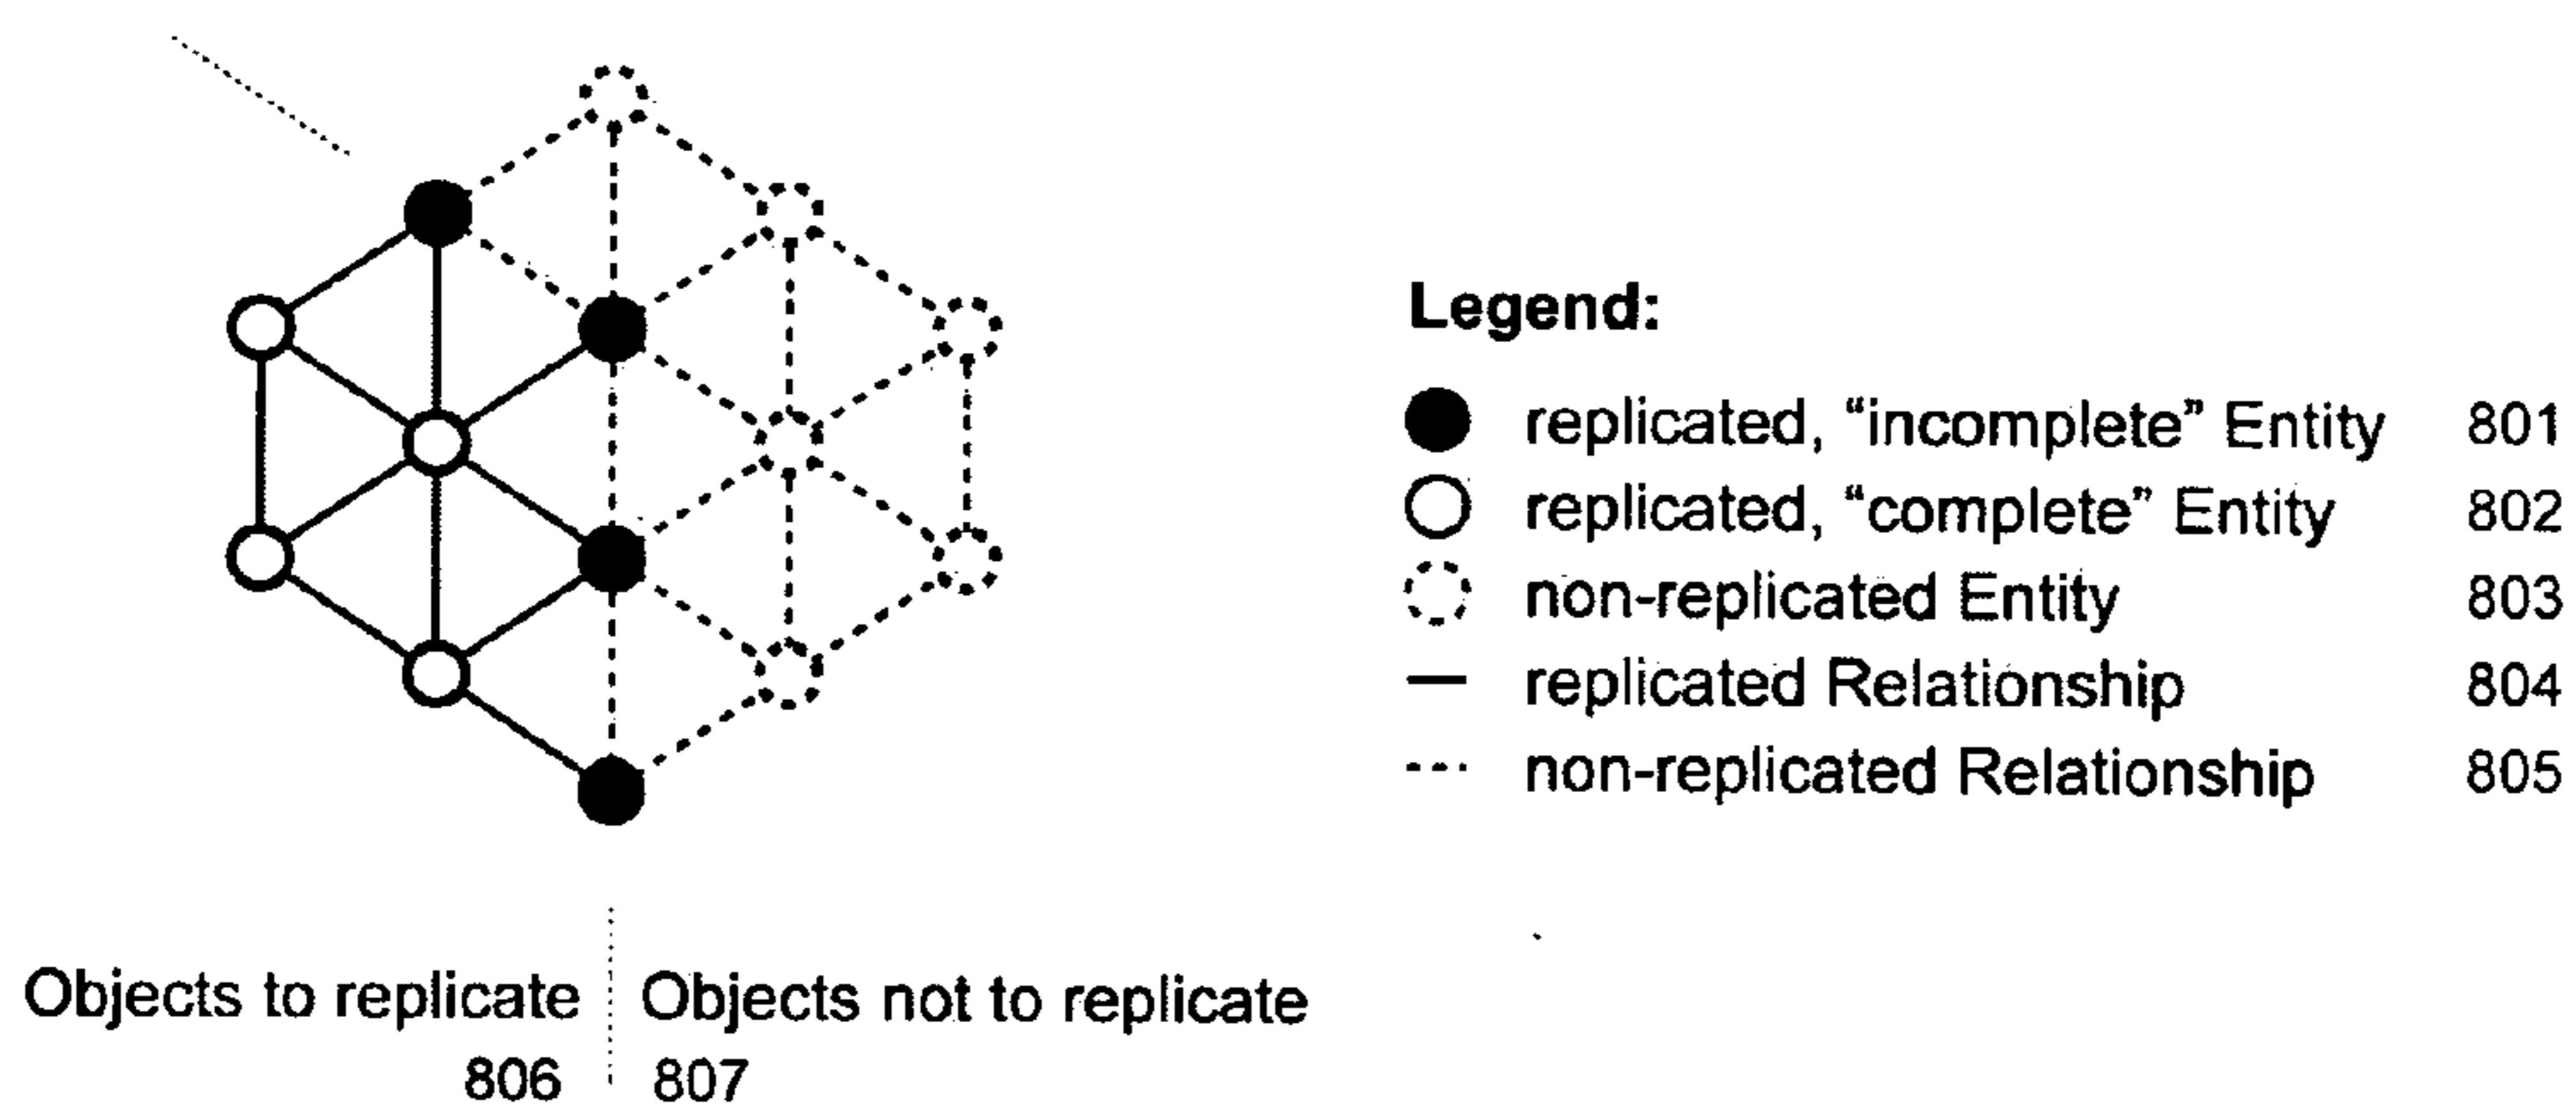 Legend:
replicated, “incomplete” Entity 801
replicated, “complete” Entity 802
non-replicated Entity 803
replicated Relationship 804
non-replicated Relationship 805
Objects to replicate Objects not to replicate
806 807